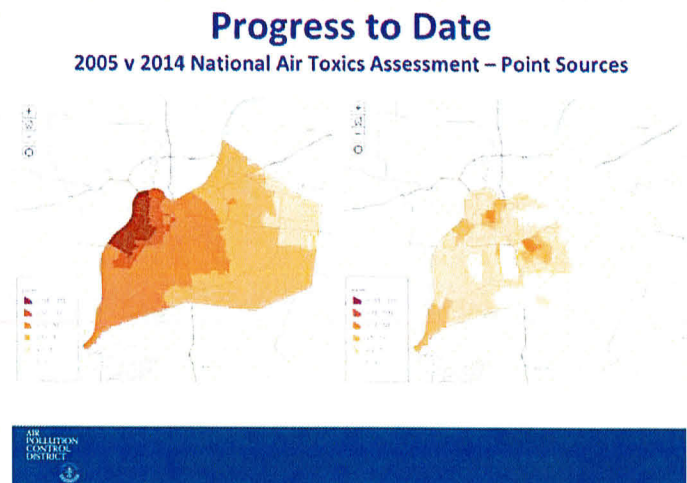 Progress to Date
2005 v 2014 National Air Toxics Assessment – Point Sources
AIR
POLLUTION
CONTROL
DISTRICT